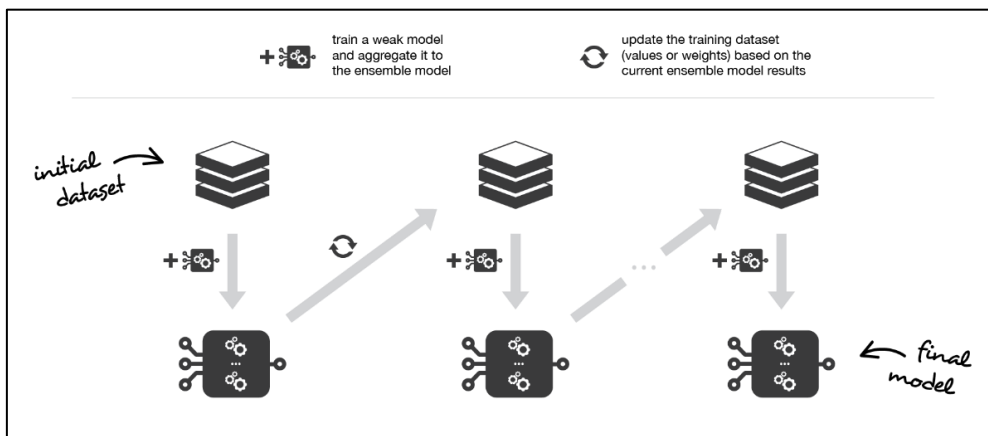 train a weak model
and aggregate it to
the ensemble model
update the training dataset
(values or weights) based on the
current ensemble model results
initial
dataset
final
model